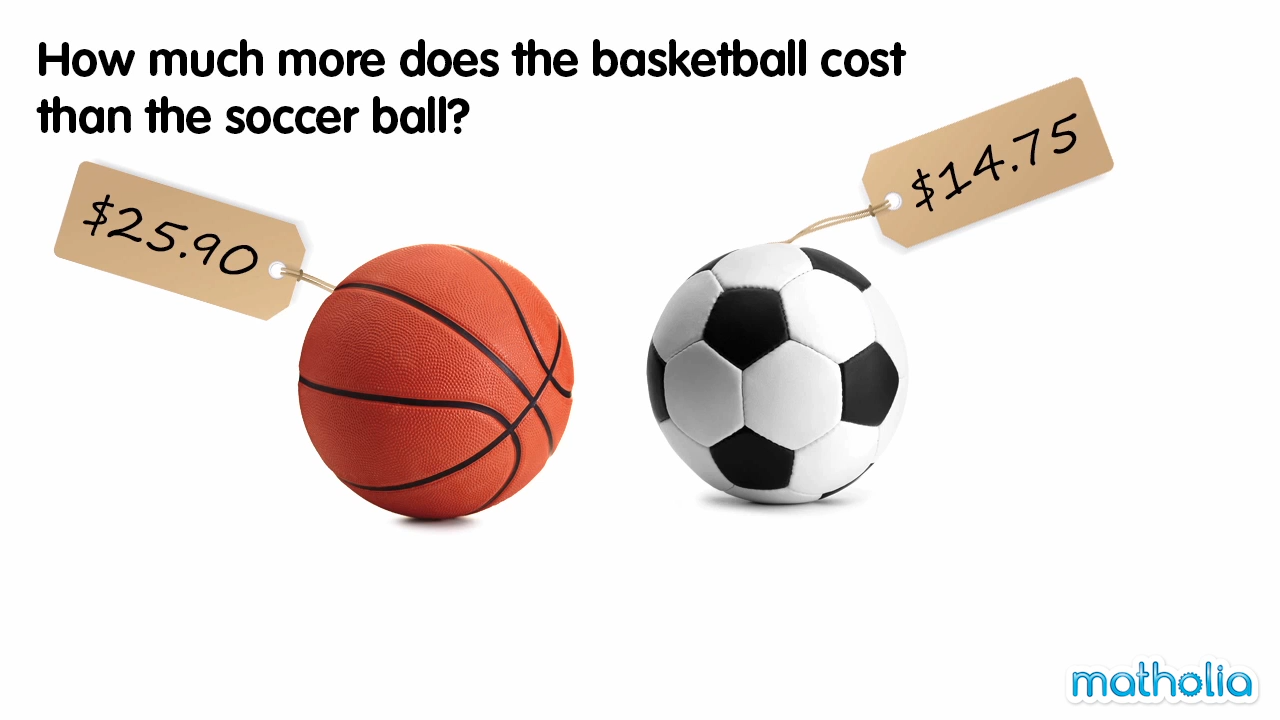 How much more does the basketball cost
than the soccer ball?
$25.90
$14.75
matholia